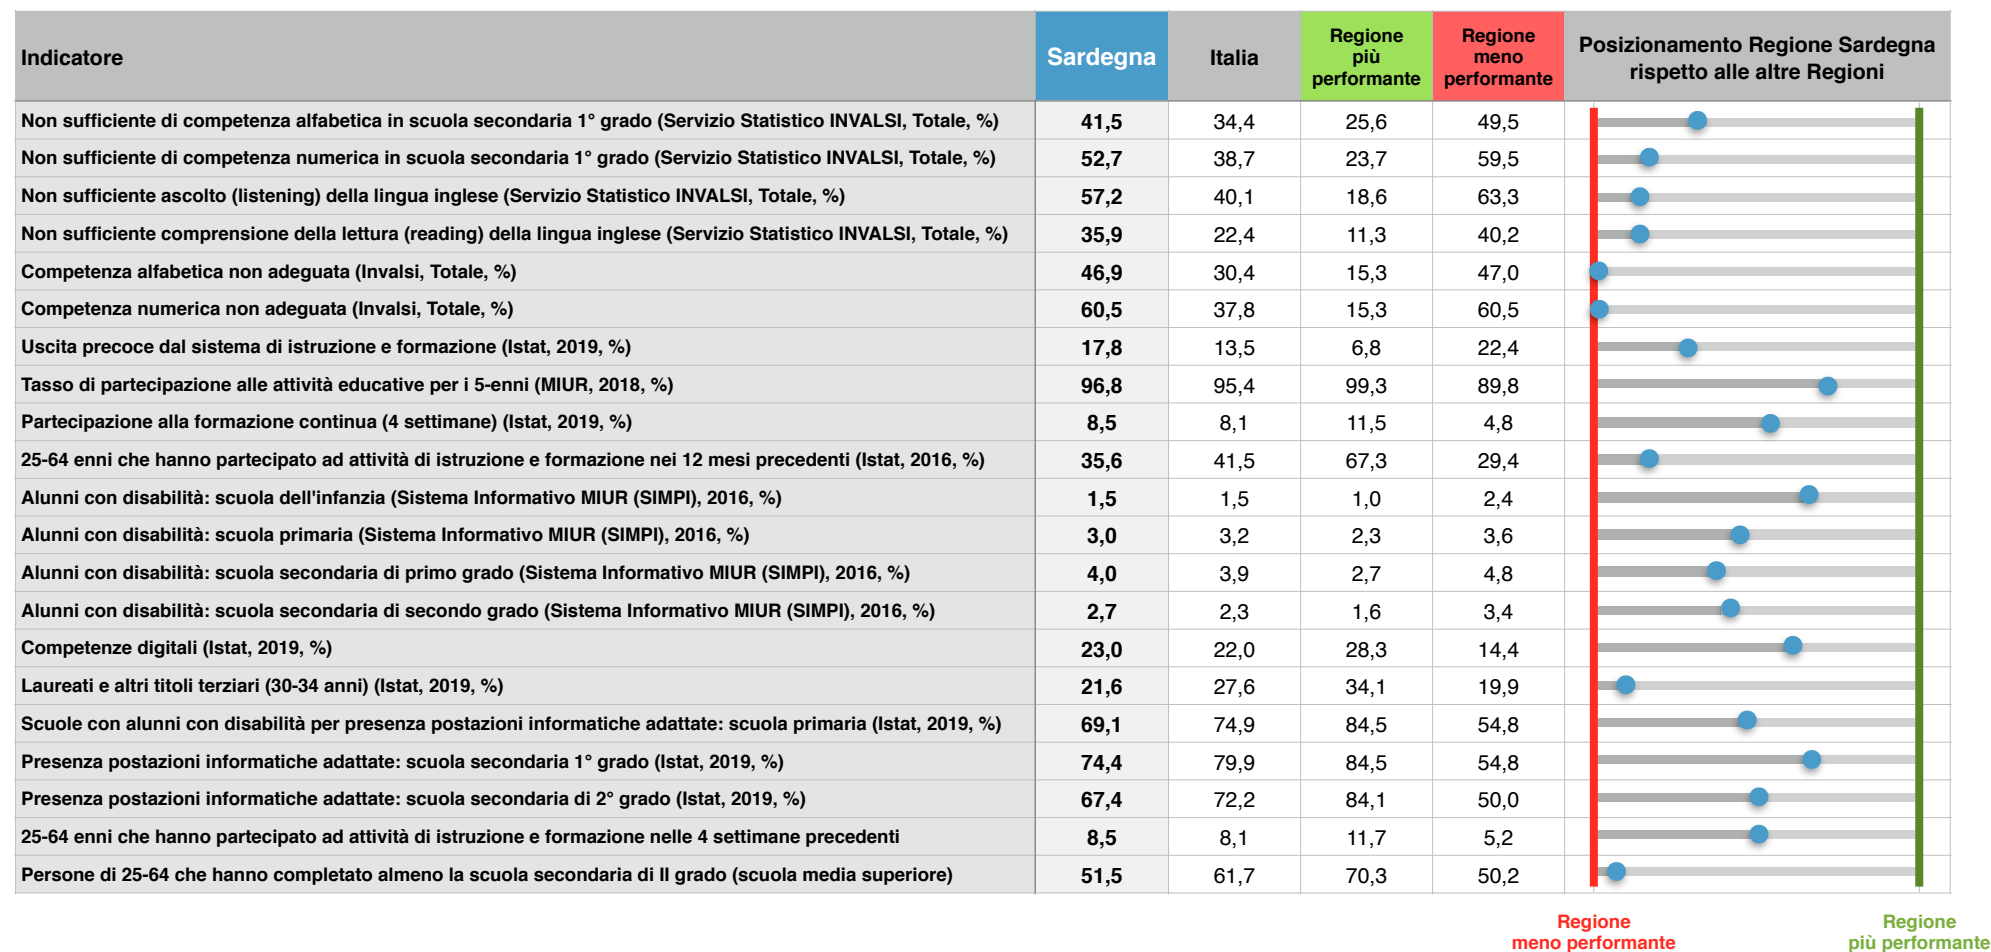 Indicatore Sardegna Italia Regione più performante Regione meno performante Posizionamento Regione Sardegna rispetto alle altre Regioni
Non sufficiente di competenza alfabetica in scuola secondaria 1° grado (Servizio Statistico INVALSI, Totale, %) 41,5 34,4 25,6 49,5
Non sufficiente di competenza numerica in scuola secondaria 1° grado (Servizio Statistico INVALSI, Totale, %) 52,7 38,7 23,7 59,5
Non sufficiente ascolto (listening) della lingua inglese (Servizio Statistico INVALSI, Totale, %) 57,2 40,1 18,6 63,3
Non sufficiente comprensione della lettura (reading) della lingua inglese (Servizio Statistico INVALSI, Totale, %) 35,9 22,4 11,3 40,2
Competenza alfabetica non adeguata (Invalsi, Totale, %) 46,9 30,4 15,3 47,0
Competenza numerica non adeguata (Invalsi, Totale, %) 60,5 37,8 15,3 60,5
Uscita precoce dal sistema di istruzione e formazione (Istat, 2019, %) 17,8 13,5 6,8 22,4
Tasso di partecipazione alle attività educative per i 5-enni (MIUR, 2018, %) 96,8 95,4 99,3 89,8
Partecipazione alla formazione continua (4 settimane) (Istat, 2019, %) 8,5 8,1 11,5 4,8
25-64 enni che hanno partecipato ad attività di istruzione e formazione nei 12 mesi precedenti (Istat, 2016, %) 35,6 41,5 67,3 29,4
Alunni con disabilità: scuola dell'infanzia (Sistema Informativo MIUR (SIMPI), 2016, %) 1,5 1,5 1,0 2,4
Alunni con disabilità: scuola primaria (Sistema Informativo MIUR (SIMPI), 2016, %) 3,0 3,2 2,3 3,6
Alunni con disabilità: scuola secondaria di primo grado (Sistema Informativo MIUR (SIMPI), 2016, %) 4,0 3,9 2,7 4,8
Alunni con disabilità: scuola secondaria di secondo grado (Sistema Informativo MIUR (SIMPI), 2016, %) 2,7 2,3 1,6 3,4
Competenze digitali (Istat, 2019, %) 23,0 22,0 28,3 14,4
Laureati e altri titoli terziari (30-34 anni) (Istat, 2019, %) 21,6 27,6 34,1 19,9
Scuole con alunni con disabilità per presenza postazioni informatiche adattate: scuola primaria (Istat, 2019, %) 69,1 74,9 84,5 54,8
Presenza postazioni informatiche adattate: scuola secondaria 1° grado (Istat, 2019, %) 74,4 79,9 84,5 54,8
Presenza postazioni informatiche adattate: scuola secondaria di 2° grado (Istat, 2019, %) 67,4 72,2 84,1 50,0
25-64 enni che hanno partecipato ad attività di istruzione e formazione nelle 4 settimane precedenti 8,5 8,1 11,7 5,2
Persone di 25-64 che hanno completato almeno la scuola secondaria di II grado (scuola media superiore) 51,5 61,7 70,3 50,2
Regione meno performante
Regione più performante